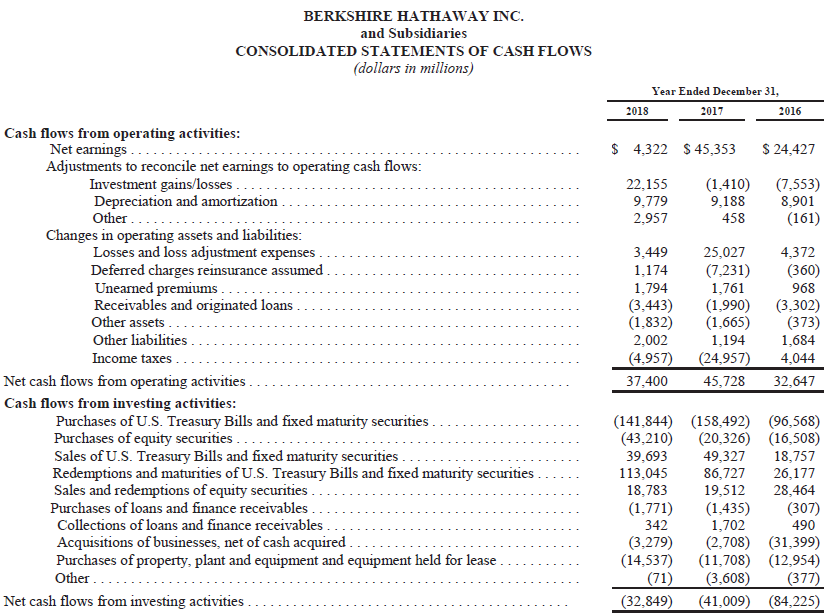 BERKSHIRE HATHAWAY INC.
and Subsidiaries
CONSOLIDATED STATEMENTS OF CASH FLOWS
(dollars in millions)
Year Ended December 31,
2018 2017 2016
Cash flows from operating activities:
Net earnings $ 4,322 $ 45,353 $ 24,427
Adjustments to reconcile net earnings to operating cash flows:
Investment gains/losses 22,155 (1,410) (7,553)
Depreciation and amortization 9,779 9,188 8,901
Other 2,957 458 (161)
Changes in operating assets and liabilities:
Losses and loss adjustment expenses 3,449 25,027 4,372
Deferred charges reinsurance assumed 1,174 (7,231) (360)
Unearned premiums 1,794 1,761 968
Receivables and originated loans (3,443) (1,990) (3,302)
Other assets (1,832) (1,665) (373)
Other liabilities 2,002 1,194 1,684
Income taxes (4,957) (24,957) 4,044
Net cash flows from operating activities 37,400 45,728 32,647
Cash flows from investing activities:
Purchases of U.S. Treasury Bills and fixed maturity securities (141,844) (158,492) (96,568)
Purchases of equity securities (43,210) (20,326) (16,508)
Sales of U.S. Treasury Bills and fixed maturity securities 39,693 49,327 18,757
Redemptions and maturities of U.S. Treasury Bills and fixed maturity securities 113,045 86,727 26,177
Sales and redemptions of equity securities 18,783 19,512 28,464
Purchases of loans and finance receivables (1,771) (1,435) (307)
Collections of loans and finance receivables 342 1,702 490
Acquisitions of businesses, net of cash acquired (3,279) (2,708) (31,399)
Purchases of property, plant and equipment and equipment held for lease (14,537) (11,708) (12,954)
Other (71) (3,608) (377)
Net cash flows from investing activities (32,849) (41,009) (84,225)